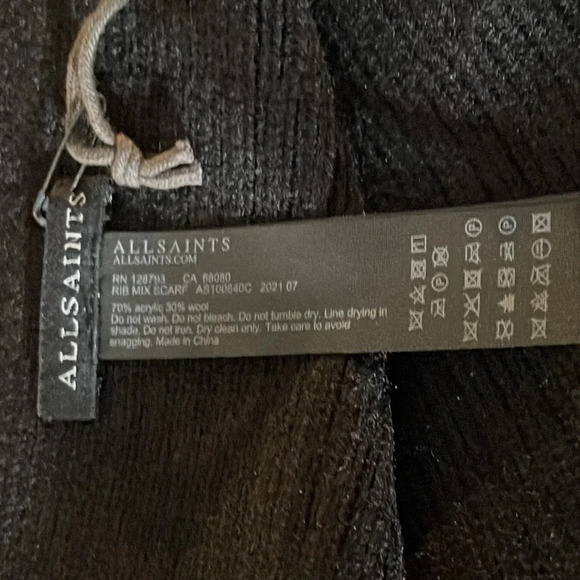 ALLSAINTS
ALLSAINTS
ALLSAINTS.COM
RN 128793 CA 68080
RIB MIX SCARF AS100640C 2021 07
70% acrylic 30% wool
Do not wash. Do not bleach. Do not tumble dry. Line drying in
shade. Do not iron. Dry clean only. Take care to avoid
snagging. Made in China